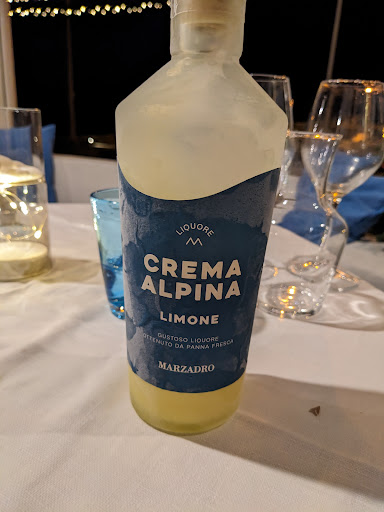 LIQUORE
CREMA
ALPINA
LIMONE
GUSTOSO LIQUORE
OTTENUTO DA PANNA FRESCA
MARZADRO